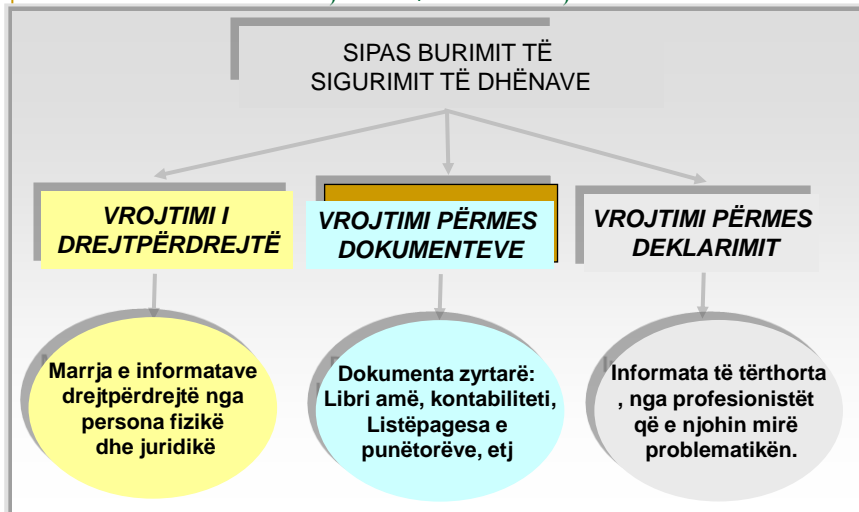 SIPAS BURIMIT TË
SIGURIMIT TË DHËNAVE
VROJTIMI I
DREJTPËRDREJTË
VROJTIMI PËRMES
DOKUMENTEVE
VROJTIMI PËRMES
DEKLARIMIT
Marrja e informatave
drejtpërdrejtë nga
persona fizikë
dhe juridikë
Dokumenta zyrtarë:
Libri amë, kontabiliteti,
Listëpagesa e
punëtorëve, etj
Informata të tërthorta
, nga profesionistët
që e njohin mirë
problematikën.